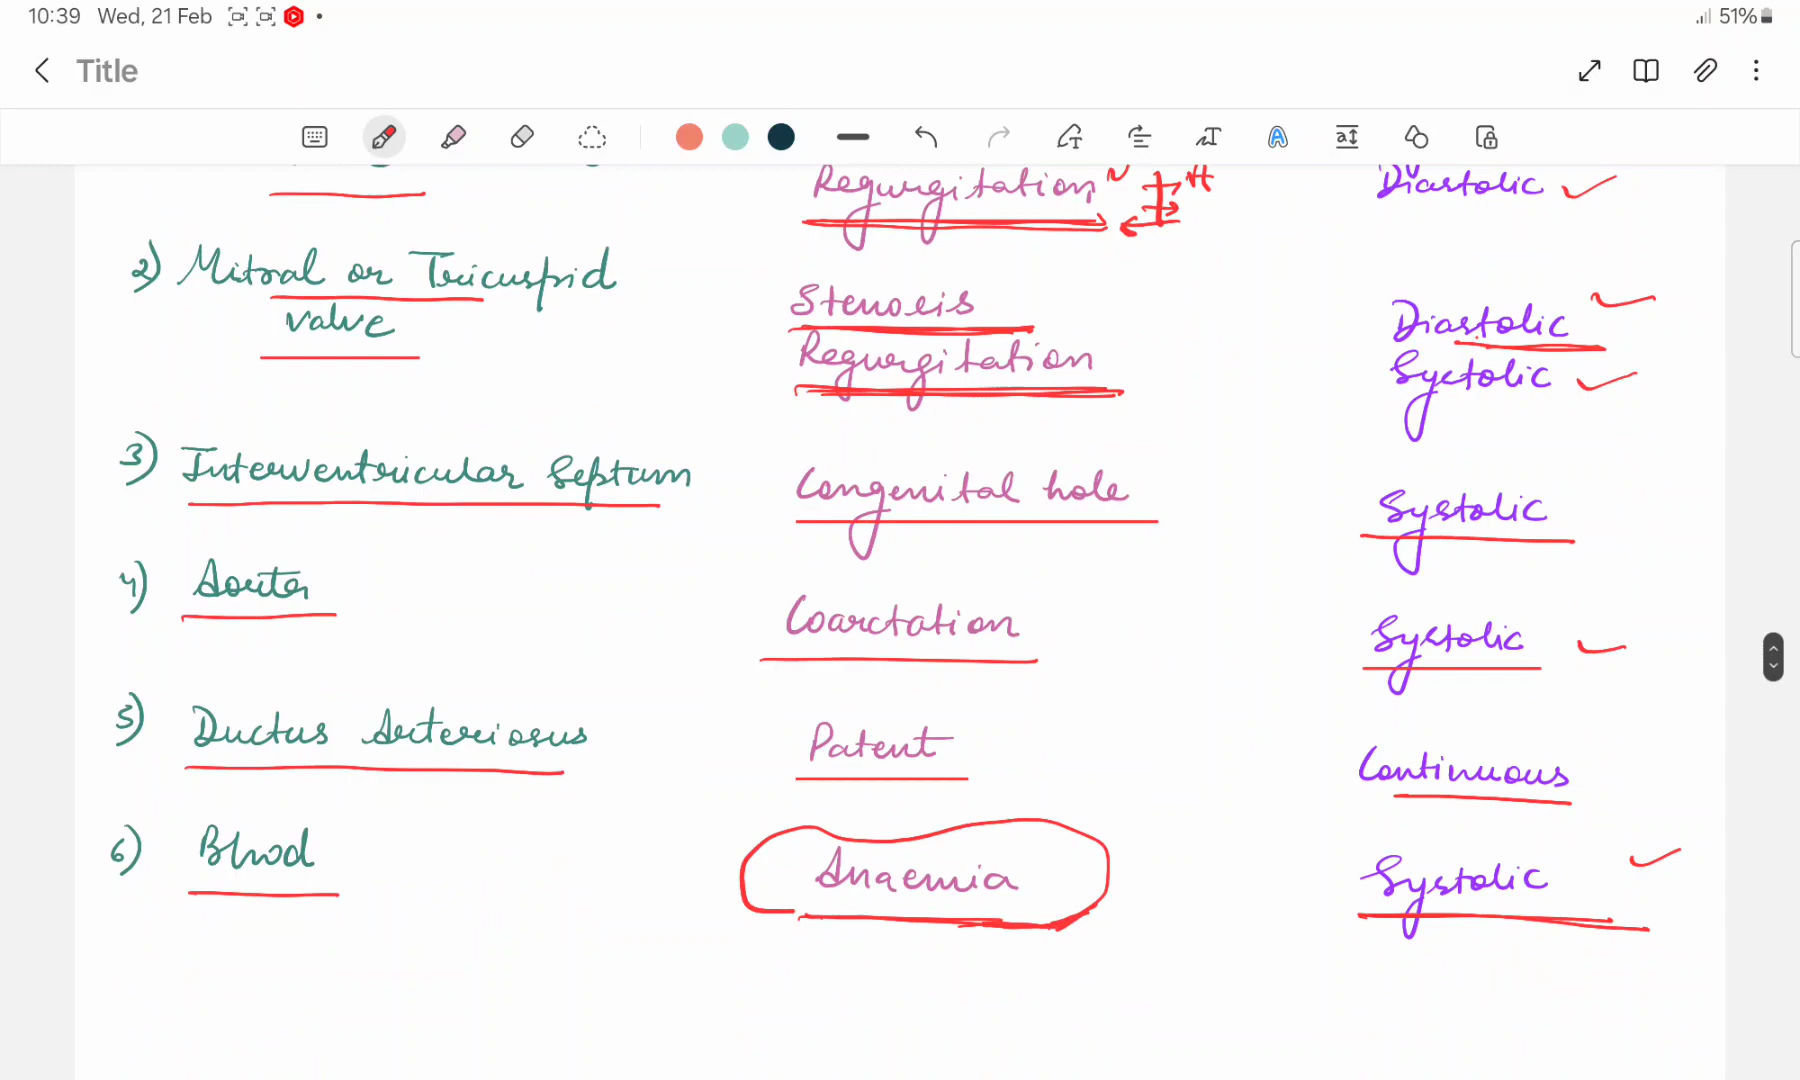 10:39 Wed, 21 Feb
51%
Title
Regurgitation
Diastolic
2) Mitral or Tricuspid
valve
Stenosis
Diastolic
Regurgitation
Systolic
3) Interventricular Septum
Congenital hole
Systolic
4) Aorta
Coarctation
Systolic
5) Ductus Arteriosus
Patent
Continuous
6) Blood
Anaemia
Systolic